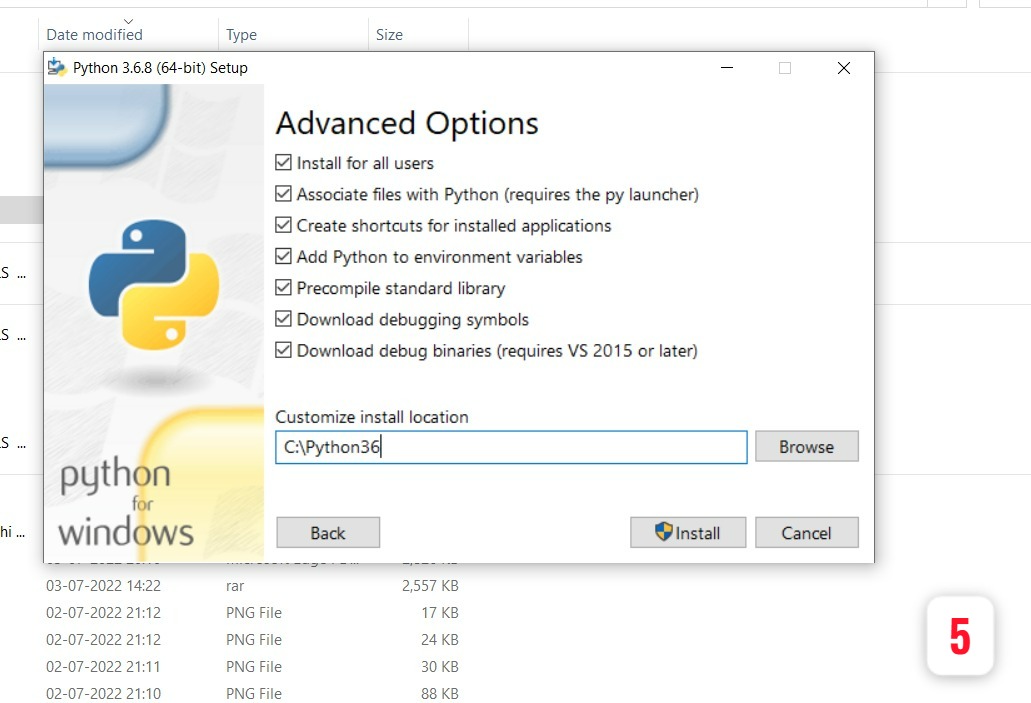 Date modified Type Size
Python 3.6.8 (64-bit) Setup
Advanced Options
Install for all users
Associate files with Python (requires the py launcher)
Create shortcuts for installed applications
Add Python to environment variables
Precompile standard library
Download debugging symbols
Download debug binaries (requires VS 2015 or later)
Customize install location
C:\Python36
Browse
python
for
windows
Back Install Cancel
S ...
S ...
S ...
hi ...
03-07-2022 14:22 rar 2,557 KB
02-07-2022 21:12 PNG File 17 KB
02-07-2022 21:12 PNG File 24 KB
02-07-2022 21:11 PNG File 30 KB
02-07-2022 21:10 PNG File 88 KB
5